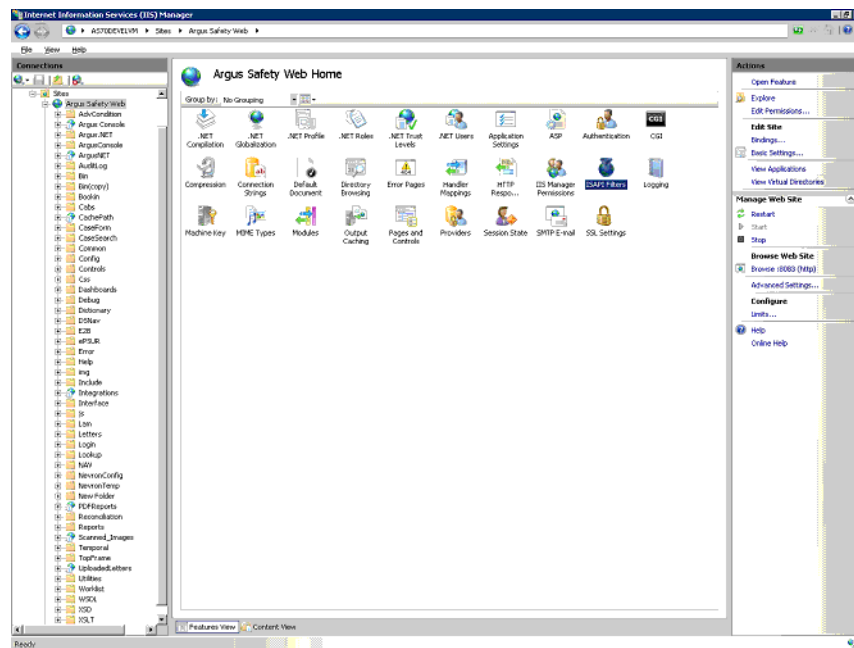 Internet Information Services (IIS) Manager
AS70DEVELVM Sites Argus Safety Web
File View Help
Connections
Sites
Argus Safety Web
AdvCondition
Argus Console
Argus.NET
ArgusConsole
ArgusNET
AuditLog
Bin
Bin(copy)
Bookin
Cabs
CachePath
CaseForm
CaseSearch
Common
Config
Controls
Css
Dashboards
Debug
Dictionary
DSNav
E2B
ePSUR
Error
Help
img
Include
Integrations
Interface
js
Lam
Letters
Login
Lookup
NAV
NevronConfig
NevronTemp
New Folder
PDFReports
Reconciliation
Reports
Scanned_Images
Temporal
TopFrame
UploadedLetters
Utilities
Worklist
WSDL
XSD
XSLT
Argus Safety Web Home
Group by: No Grouping
.NET Compilation
.NET Globalization
.NET Profile
.NET Roles
.NET Trust Levels
.NET Users
Application Settings
ASP
Authentication
CGI
CGI
Compression
Connection Strings
ab
Default Document
Directory Browsing
Error Pages
Handler Mappings
HTTP Respo...
IIS Manager Permissions
ISAPI Filters
Logging
Machine Key
MIME Types
Modules
Output Caching
Pages and Controls
Providers
Session State
SMTP E-mail
SSL Settings
Features View
Content View
Actions
Open Feature
Explore
Edit Permissions...
Edit Site
Bindings...
Basic Settings...
View Applications
View Virtual Directories
Manage Web Site
Restart
Start
Stop
Browse Web Site
Browse :8083 (http)
Advanced Settings...
Configure
Limits...
Help
Online Help
Ready